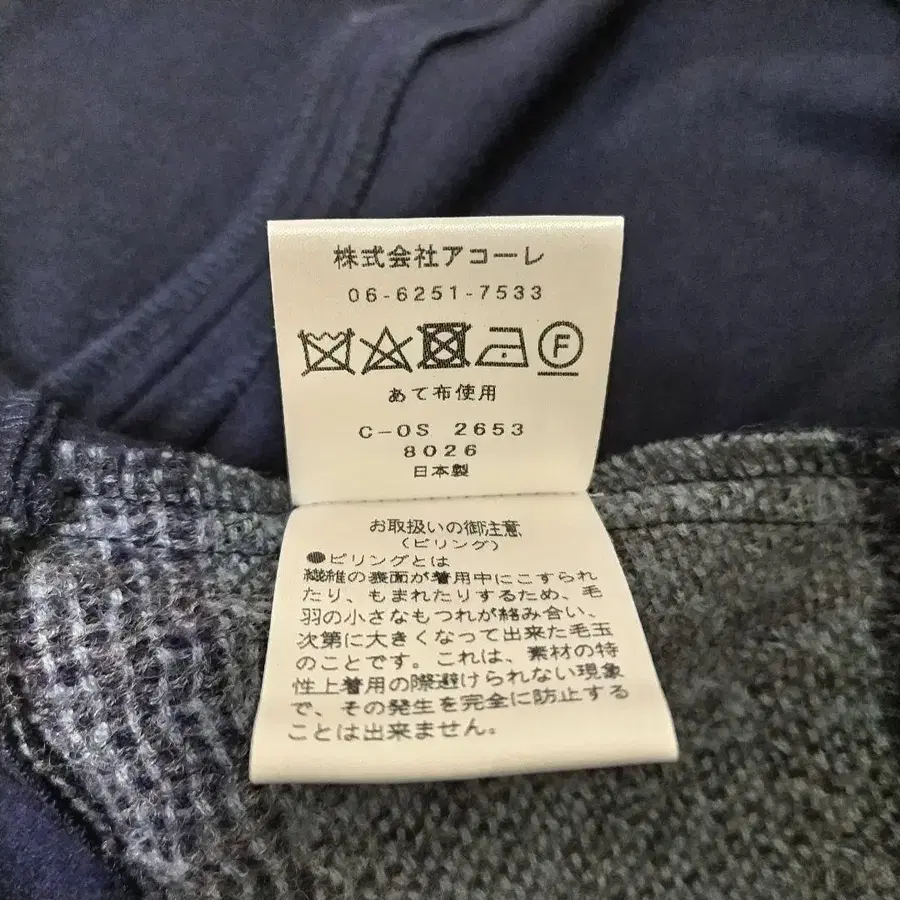 株式会社アコーレ
06-6251-7533
F
あて布使用
C-OS 2653
8026
日本製
お取扱いの御注意
(ピリング)
●ピリングとは
繊維の表面が着用中にこすられ
たり、もまれたりするため、毛
羽の小さなもつれが絡み合い、
次第に大きくなって出来た毛玉
のことです。これは、素材の特
性上着用の際避けられない現象
で、その発生を完全に防止する
ことは出来ません。